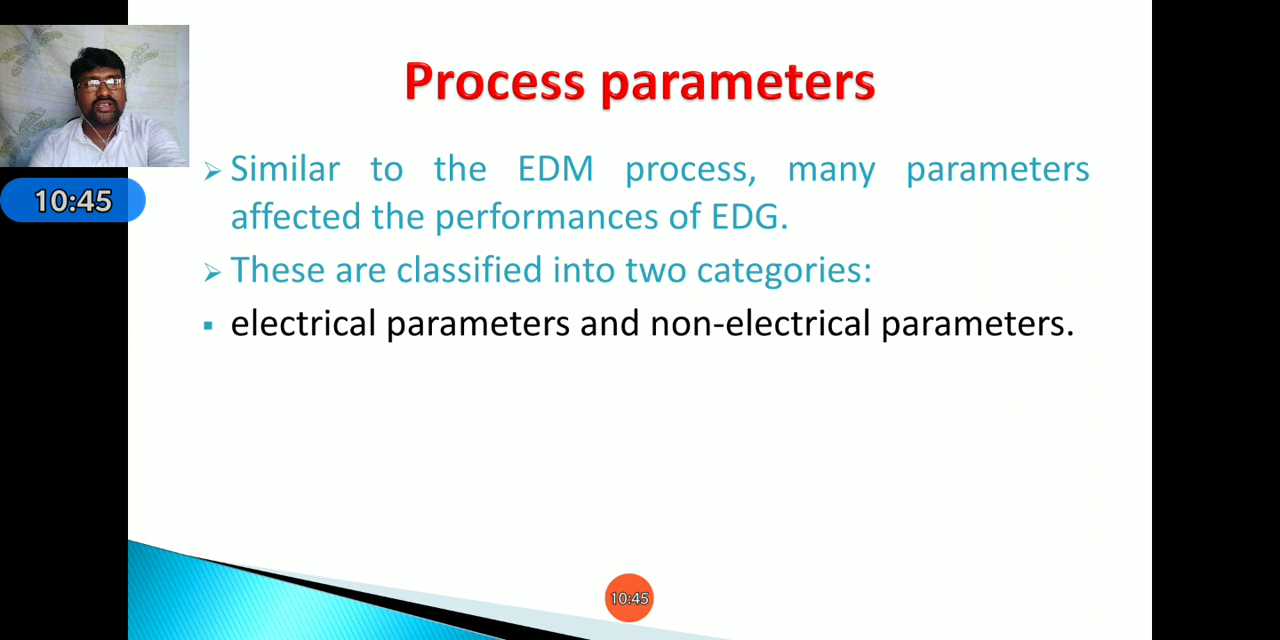 Process parameters
Similar to the EDM process, many parameters
affected the performances of EDG.
These are classified into two categories:
electrical parameters and non-electrical parameters.
10:45
10:45